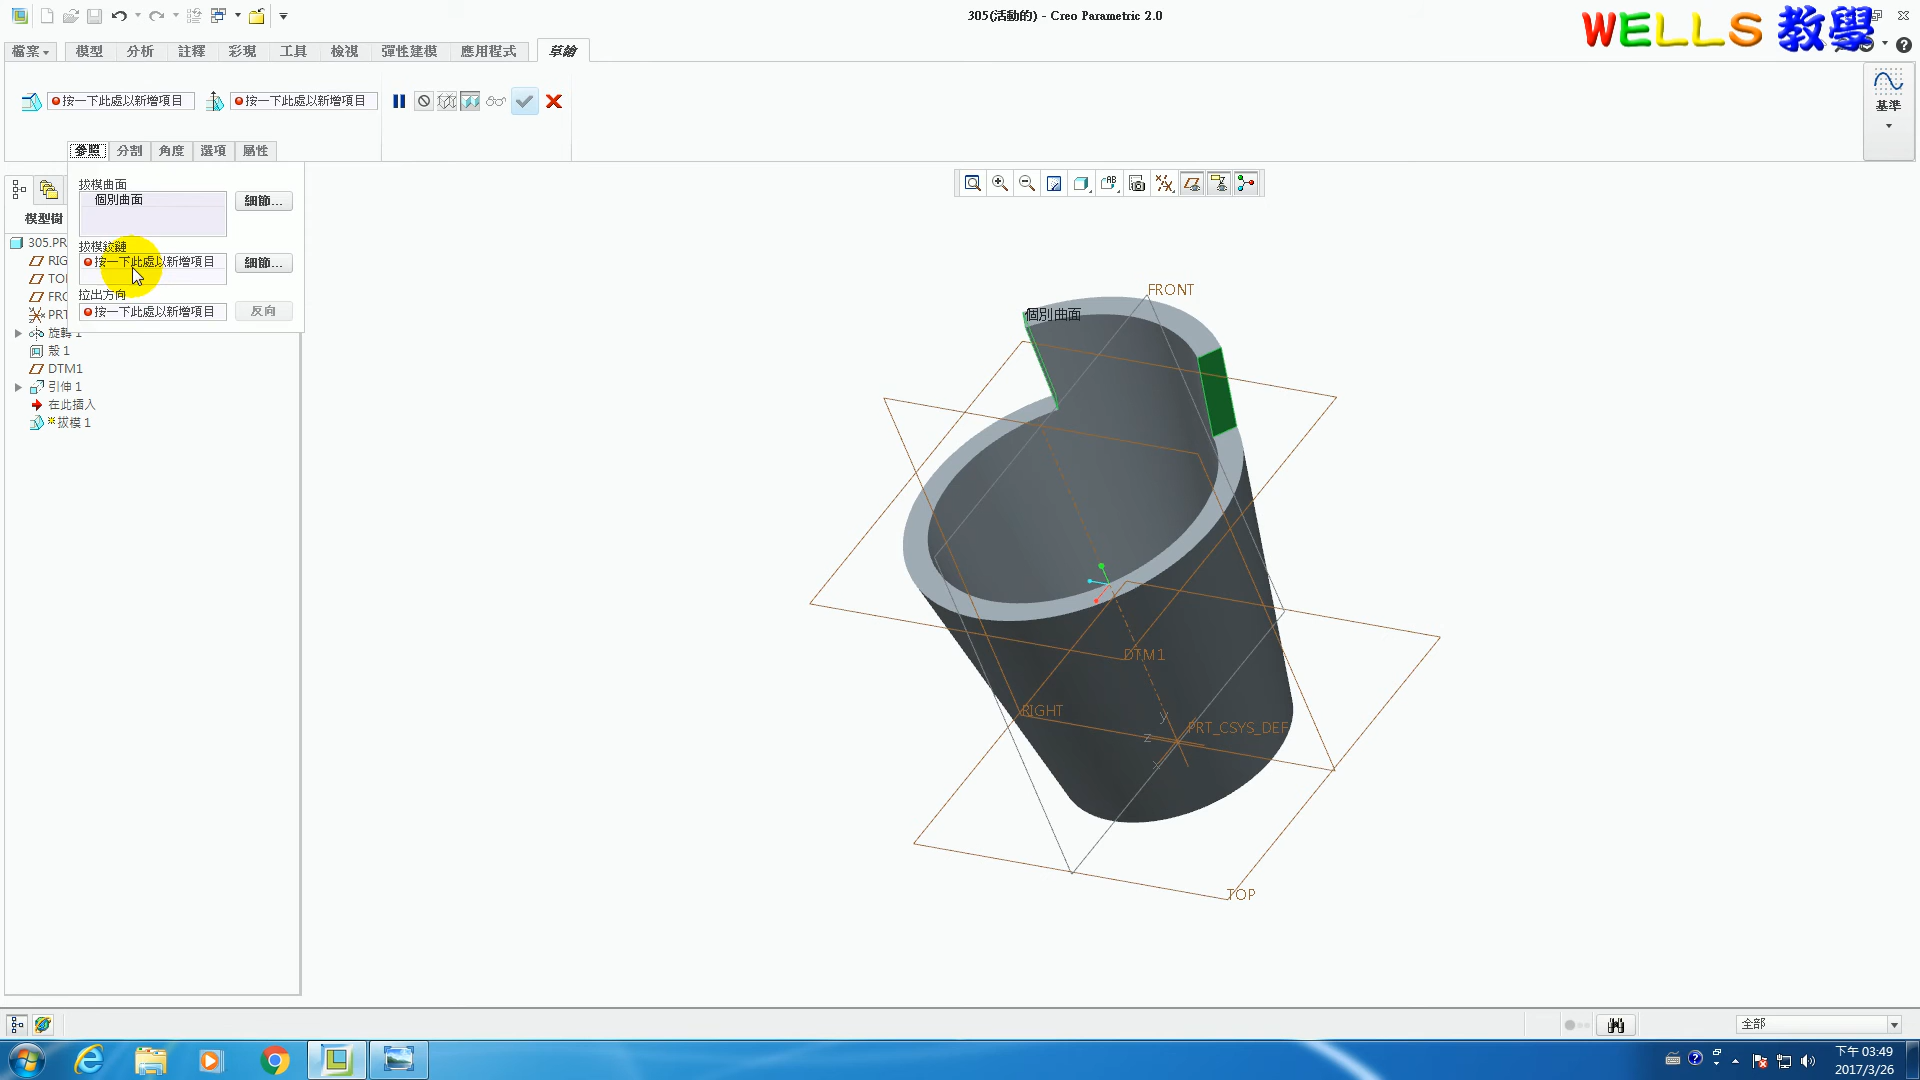 305(活動的) - Creo Parametric 2.0
WELLS 教學
檔案 模型 分析 註釋 彩現 工具 檢視 彈性建模 應用程式 草繪
按一下此處以新增項目 按一下此處以新增項目
基準
參照 分割 角度 選項 屬性
拔模曲面
個別曲面 細節...
拔模鉸鏈
按一下此處以新增項目 細節...
拉出方向
按一下此處以新增項目 反向
模型樹
305.PR
RIG
TO
FRO
PRT
旋轉 1
殼 1
DTM1
引伸 1
在此插入
拔模 1
FRONT
個別曲面
DTM1
RIGHT
PRT_CSYS_DEF
y
z
x
TOP
全部
下午 03:49
2017/3/26